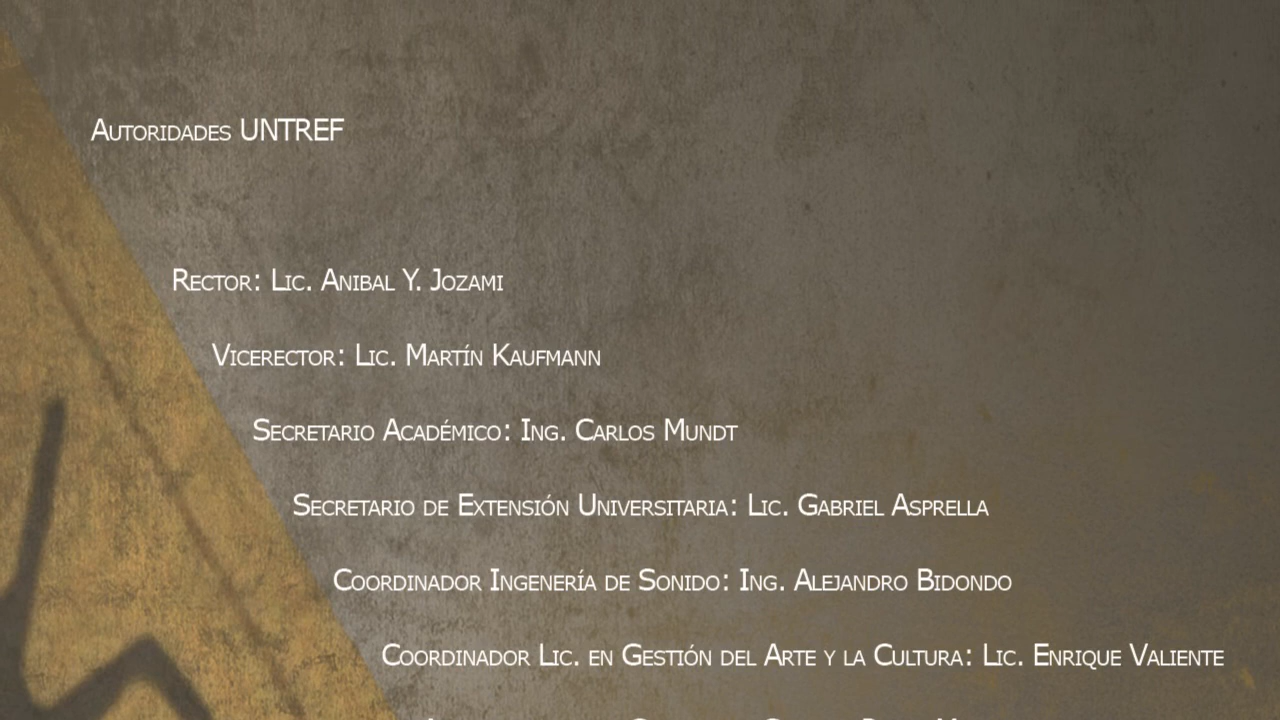 Autoridades UNTREF
Rector: Lic. Anibal Y. Jozami
Vicerector: Lic. Martín Kaufmann
Secretario Académico: Ing. Carlos Mundt
Secretario de Extensión Universitaria: Lic. Gabriel Asprella
Coordinador Ingenería de Sonido: Ing. Alejandro Bidondo
Coordinador Lic. en Gestión del Arte y la Cultura: Lic. Enrique Valiente